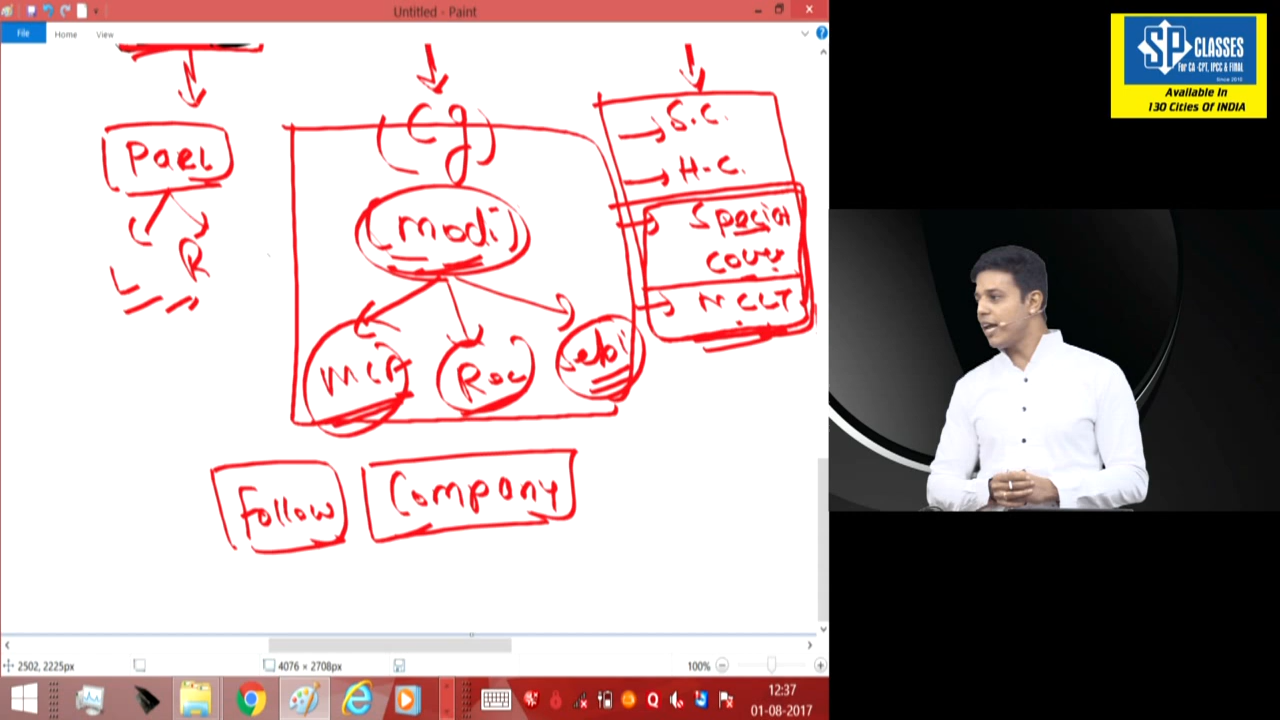 Untitled - Paint
File
Home
View
SP CLASSES
For CA -CPT, IPCC & FINAL
Since 2010
Available In
130 Cities Of INDIA
Cg
S.C.
H.C.
Parl
(modi)
Special
L
R
NCLT
MCA
Roc
Sebi
Follow
Company
2502, 2225px
4076 × 2708px
100%
12:37
01-08-2017